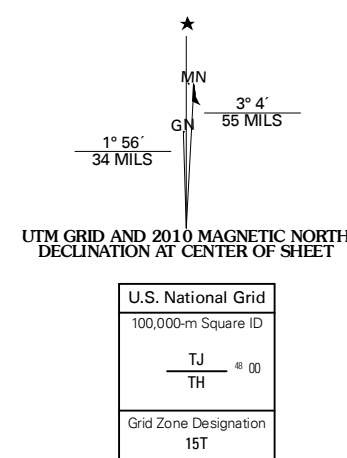 ★
MN
3° 4´
55 MILS
GN
1° 56´
34 MILS
UTM GRID AND 2010 MAGNETIC NORTH
DECLINATION AT CENTER OF SHEET
U.S. National Grid
100,000-m Square ID
TJ
48 00
TH
Grid Zone Designation
15T